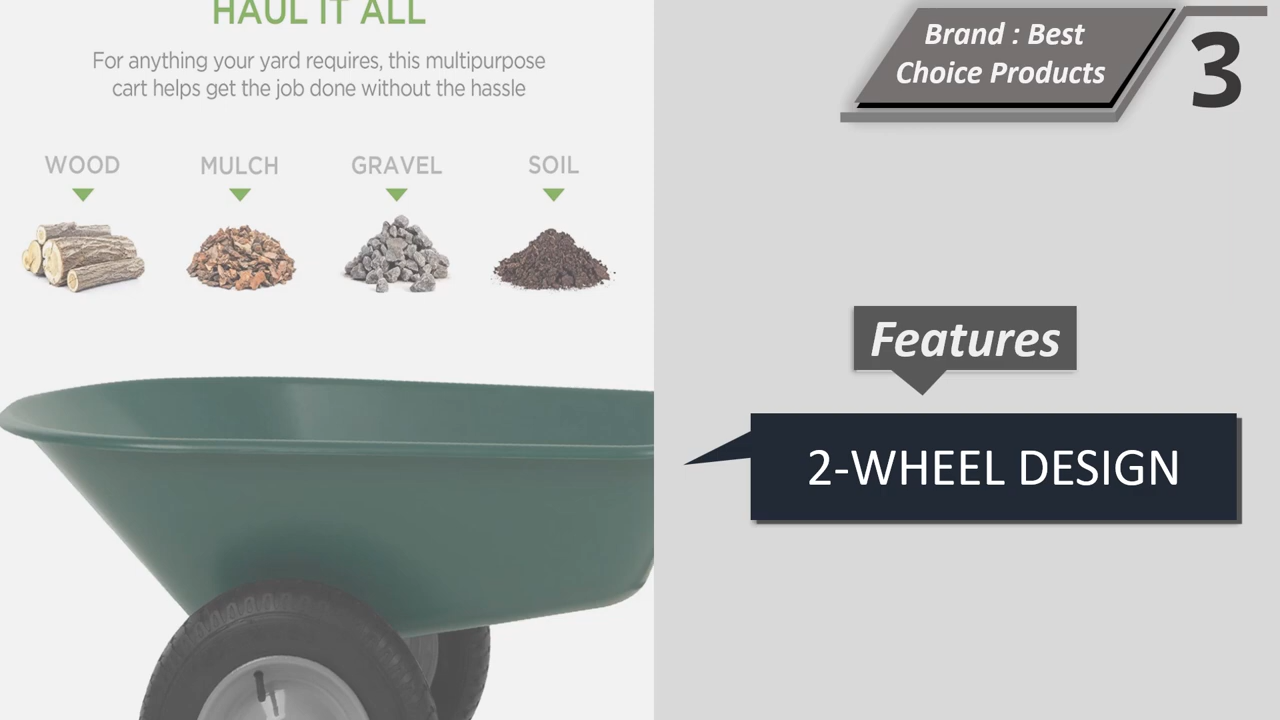 HAUL IT ALL
For anything your yard requires, this multipurpose
cart helps get the job done without the hassle
WOOD
MULCH
GRAVEL
SOIL
Brand : Best
Choice Products
3
Features
2-WHEEL DESIGN